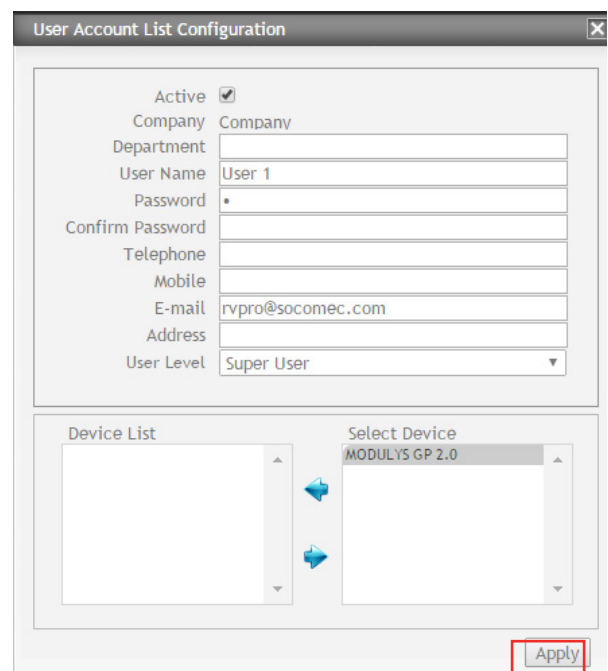 User Account List Configuration
Active
Company Company
Department
User Name User 1
Password •
Confirm Password
Telephone
Mobile
E-mail rvpro@socomec.com
Address
User Level Super User
Device List Select Device
MODULYS GP 2.0
Apply